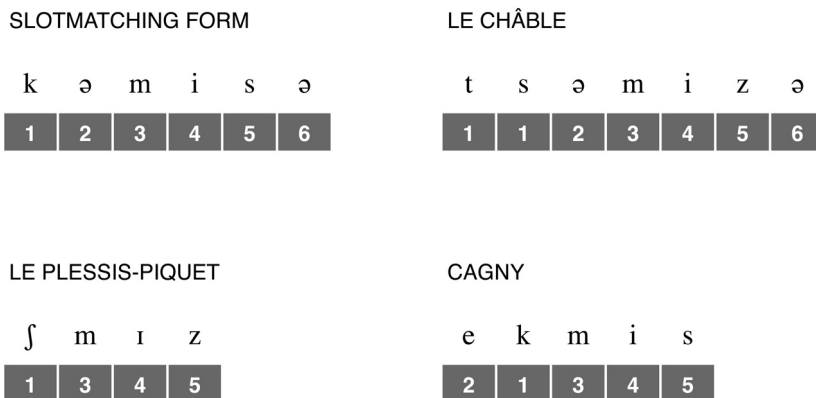 SLOTMATCHING FORM
k ə m i s ə
1 2 3 4 5 6
LE CHÂBLE
t s ə m i z ə
1 1 2 3 4 5 6
LE PLESSIS-PIQUET
ʃ m ɪ z
1 3 4 5
CAGNY
e k m i s
2 1 3 4 5